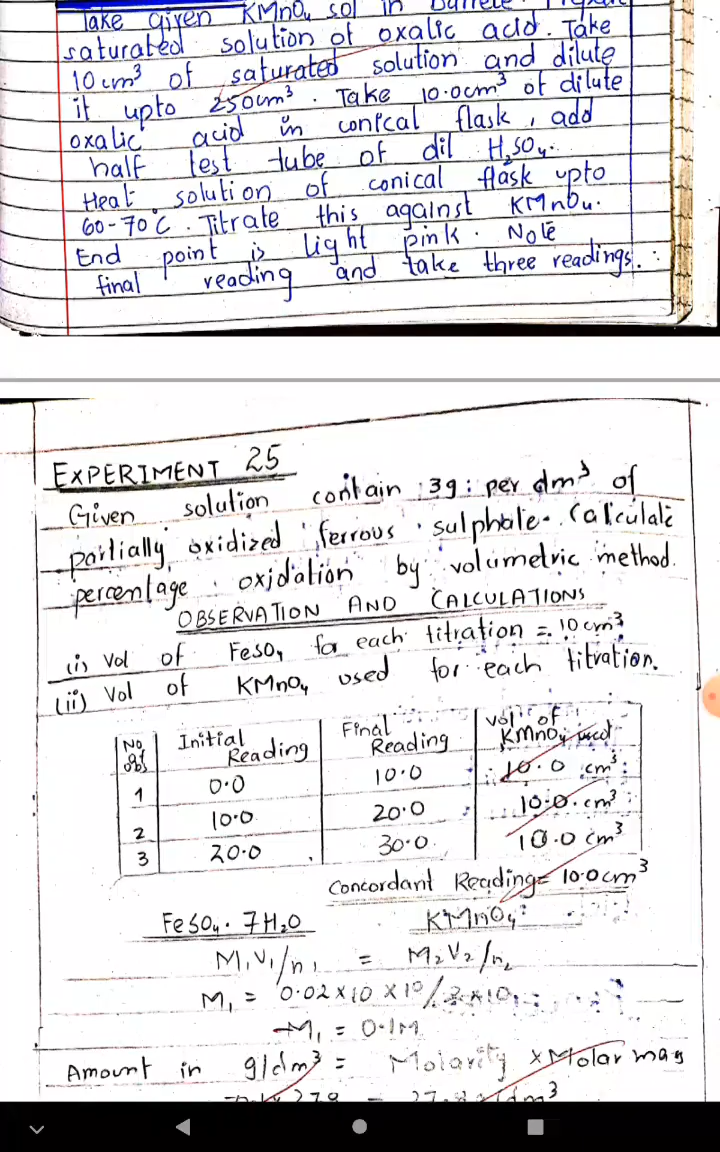 Take given KMnO4 sol in Burrete.
saturated solution of oxalic acid. Take
10cm³ of saturated solution and dilute
it upto 250cm³. Take 10.0cm³ of dilute
oxalic acid in conical flask, add
half test tube of dil H₂SO₄.
Heat solution of conical flask upto
60-70°C. Titrate this against KMnO4.
End point is light pink. Note
final reading and take three readings.
EXPERIMENT 25
Given solution contain 3g per dm³ of
partially oxidized ferrous sulphate. Calculate
percentage oxidation by volumetric method.
OBSERVATION AND CALCULATIONS
(i) Vol of FeSO4 for each titration = 10cm³
(ii) Vol of KMnO4 used for each titration.
No of obs Initial Reading Final Reading vol. of KMnO4 used
1 0.0 10.0 10.0 cm³
2 10.0 20.0 10.0 cm³
3 20.0 30.0 10.0 cm³
Concordant Reading = 10.0cm³
FeSO4. 7H₂O KMnO4
M₁V₁/n₁ = M₂V₂/n₂
M₁ = 0.02×10×10/
M₁ = 0.1M
Amount in g/dm³ = Molarity × Molar mas